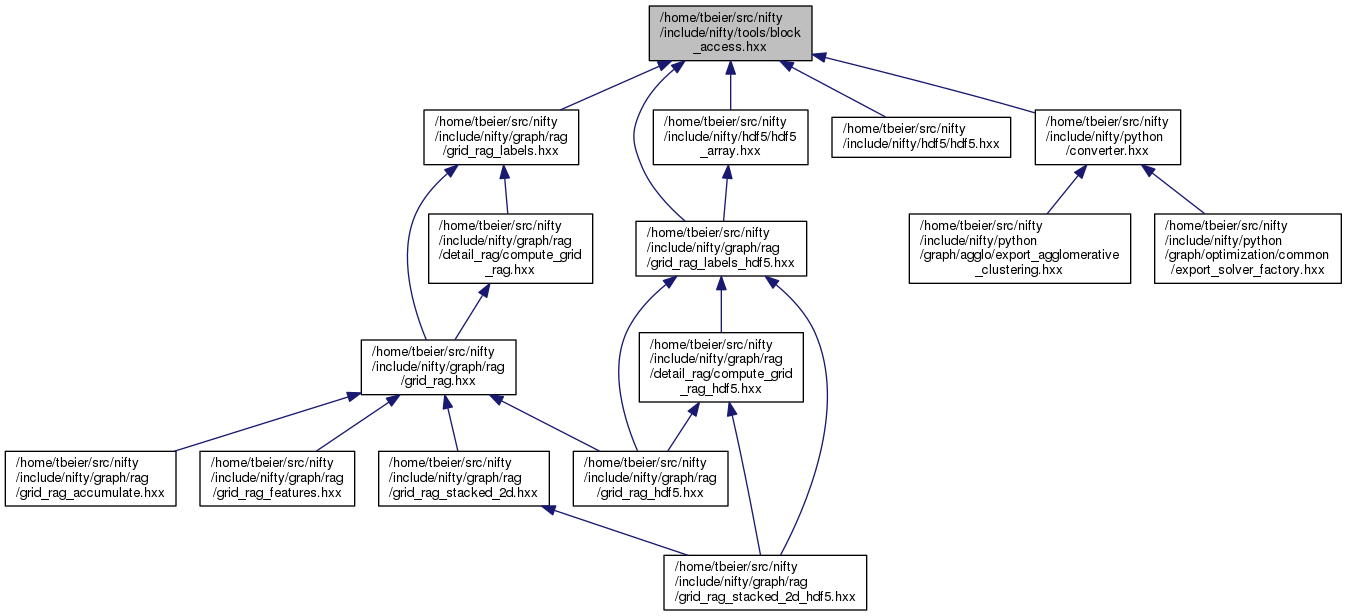 /home/tbeier/src/nifty
/include/nifty/tools/block
_access.hxx
/home/tbeier/src/nifty
/include/nifty/graph/rag
/grid_rag_labels.hxx
/home/tbeier/src/nifty
/include/nifty/hdf5/hdf5
_array.hxx
/home/tbeier/src/nifty
/include/nifty/hdf5/hdf5.hxx
/home/tbeier/src/nifty
/include/nifty/python
/converter.hxx
/home/tbeier/src/nifty
/include/nifty/graph/rag
/detail_rag/compute_grid
_rag.hxx
/home/tbeier/src/nifty
/include/nifty/graph/rag
/grid_rag_labels_hdf5.hxx
/home/tbeier/src/nifty
/include/nifty/python
/graph/agglo/export_agglomerative
_clustering.hxx
/home/tbeier/src/nifty
/include/nifty/python
/graph/optimization/common
/export_solver_factory.hxx
/home/tbeier/src/nifty
/include/nifty/graph/rag
/grid_rag.hxx
/home/tbeier/src/nifty
/include/nifty/graph/rag
/detail_rag/compute_grid
_rag_hdf5.hxx
/home/tbeier/src/nifty
/include/nifty/graph/rag
/grid_rag_accumulate.hxx
/home/tbeier/src/nifty
/include/nifty/graph/rag
/grid_rag_features.hxx
/home/tbeier/src/nifty
/include/nifty/graph/rag
/grid_rag_stacked_2d.hxx
/home/tbeier/src/nifty
/include/nifty/graph/rag
/grid_rag_hdf5.hxx
/home/tbeier/src/nifty
/include/nifty/graph/rag
/grid_rag_stacked_2d_hdf5.hxx